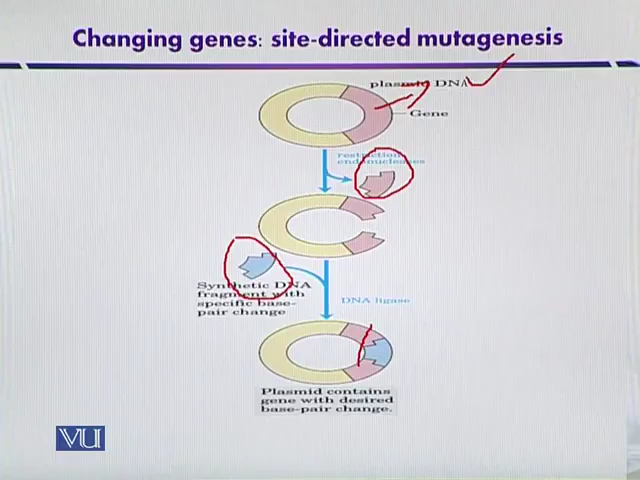 Changing genes: site-directed mutagenesis
plasmid DNA
Gene
restriction
endonucleases
Synthetic DNA
fragment with
specific base-
pair change
DNA ligase
Plasmid contains
gene with desired
base-pair change.
VU